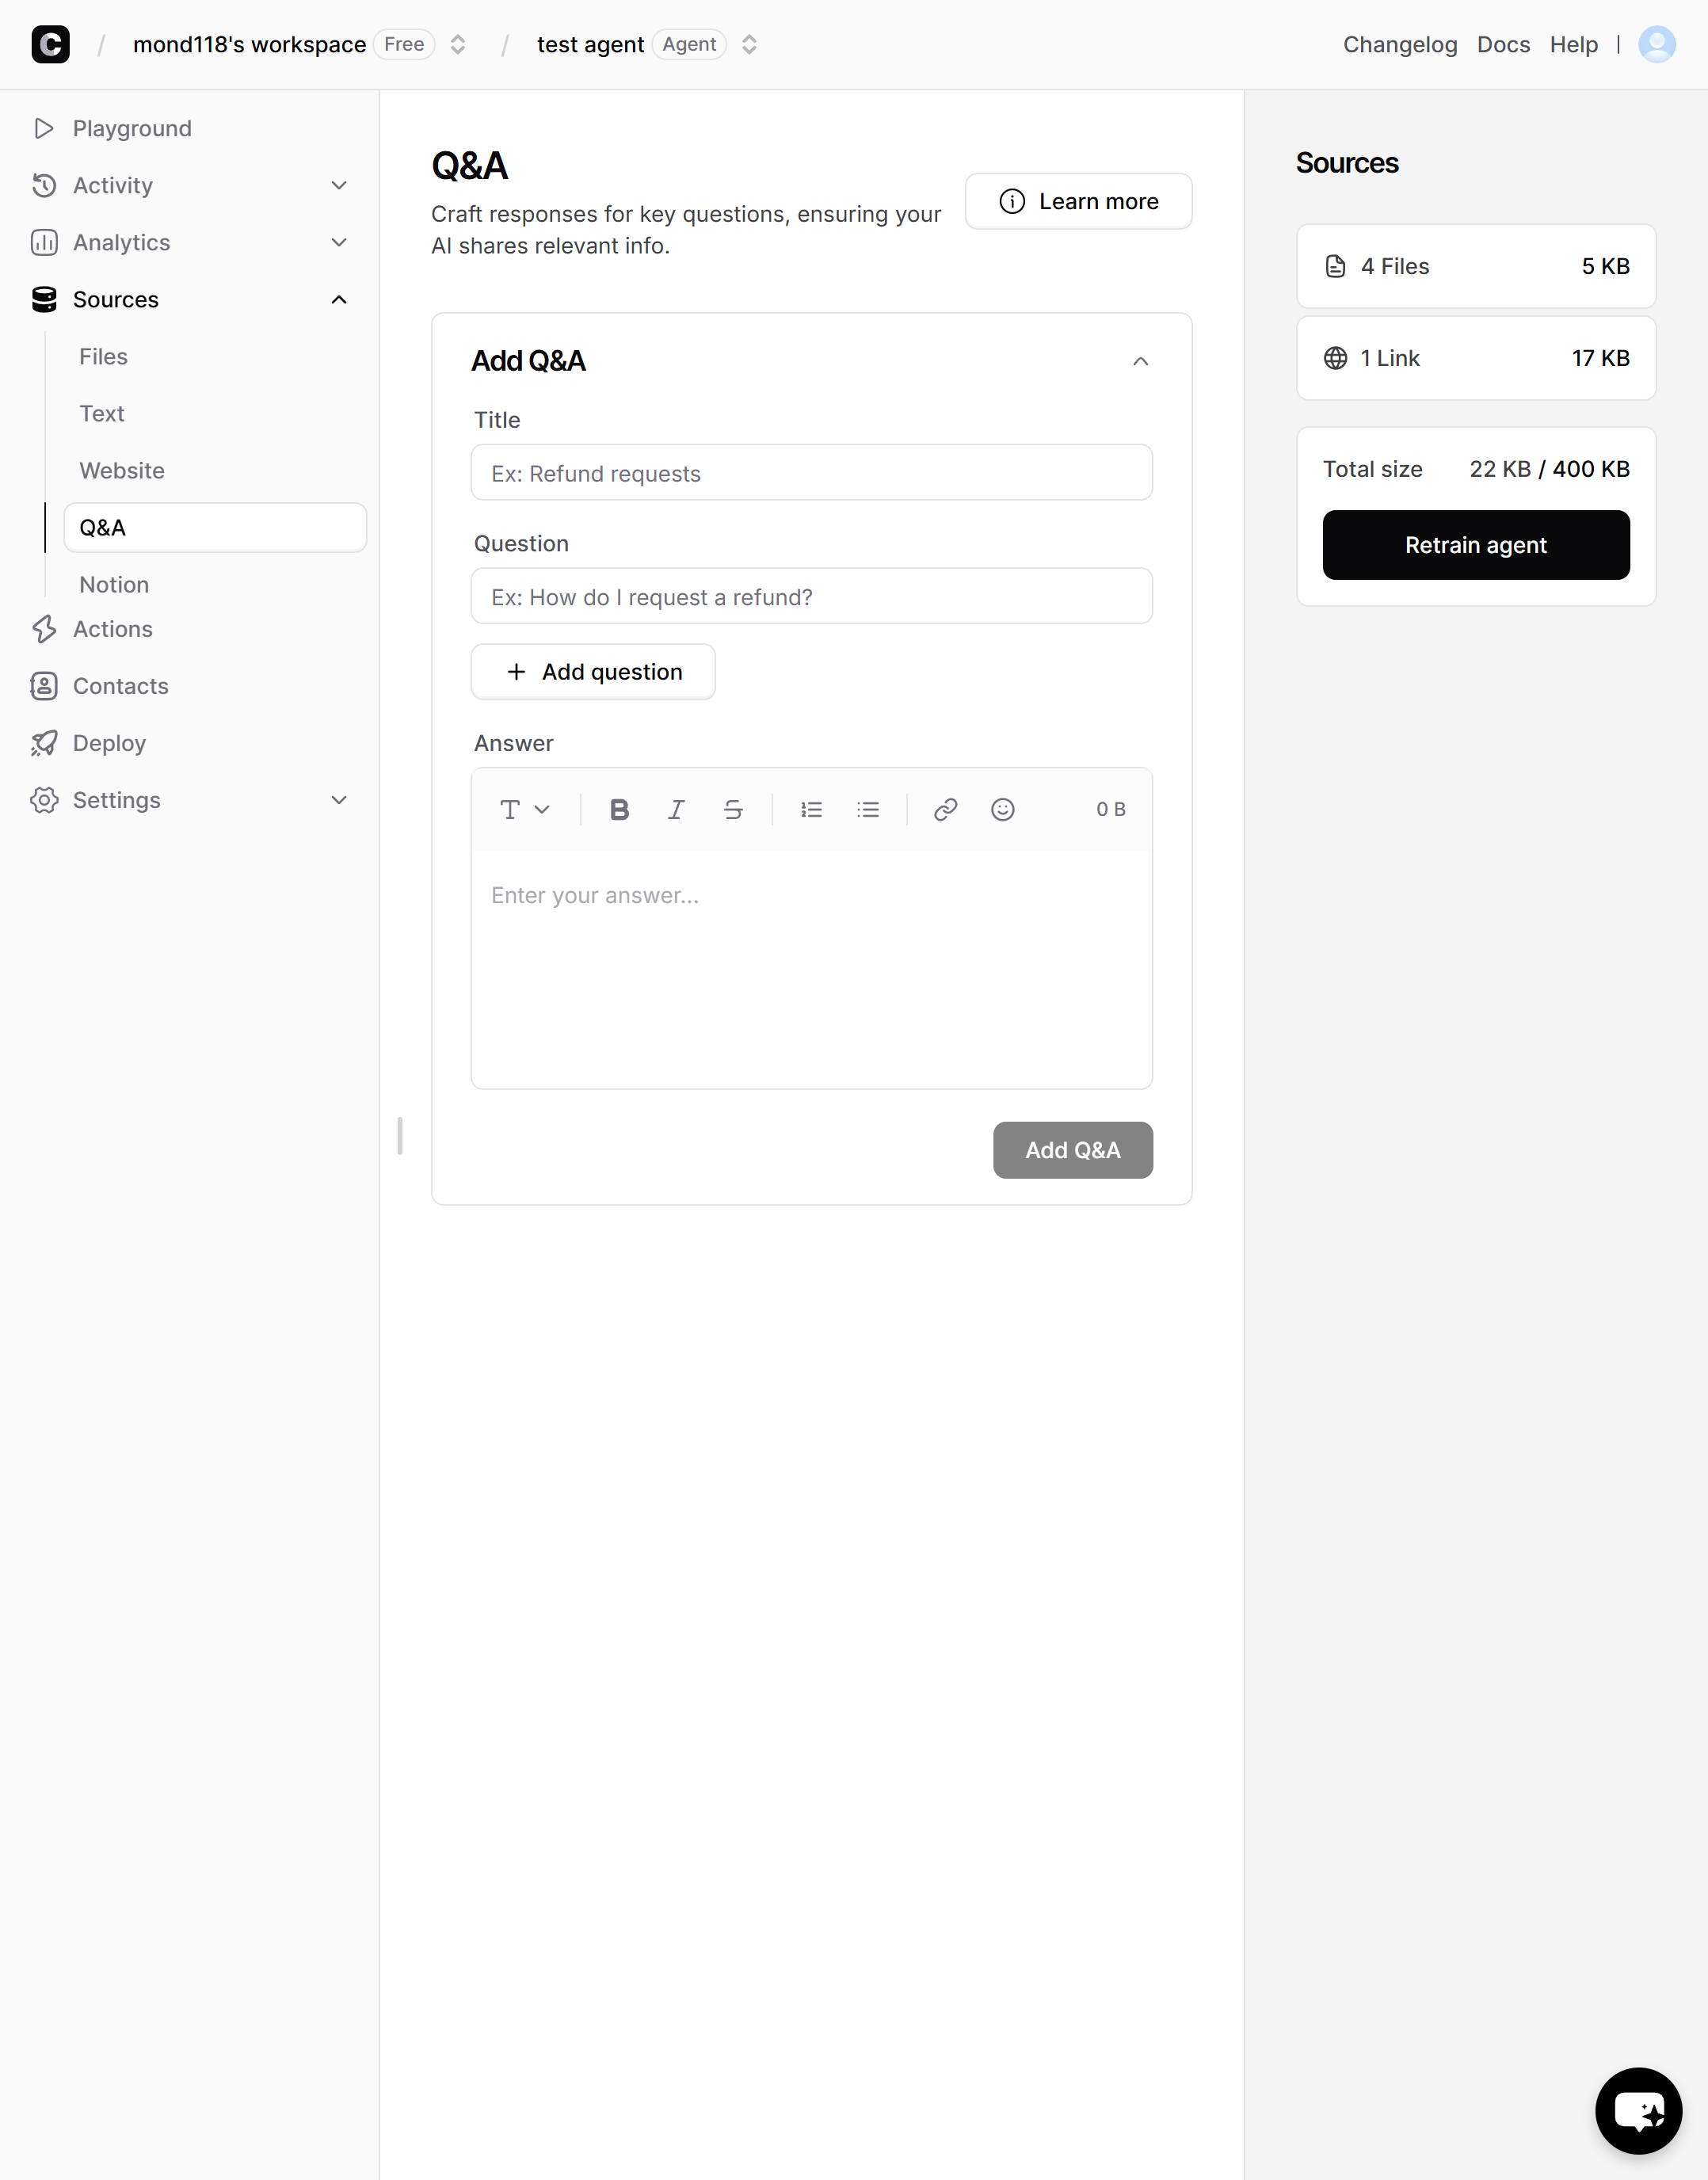 C / mond118's workspace Free / test agent Agent Changelog Docs Help
Playground
Activity
Analytics
Sources
Files
Text
Website
Q&A
Notion
Actions
Contacts
Deploy
Settings
Q&A
Craft responses for key questions, ensuring your
AI shares relevant info.
Learn more
Add Q&A
Title
Ex: Refund requests
Question
Ex: How do I request a refund?
Add question
Answer
0 B
Enter your answer...
Add Q&A
Sources
4 Files 5 KB
1 Link 17 KB
Total size 22 KB / 400 KB
Retrain agent